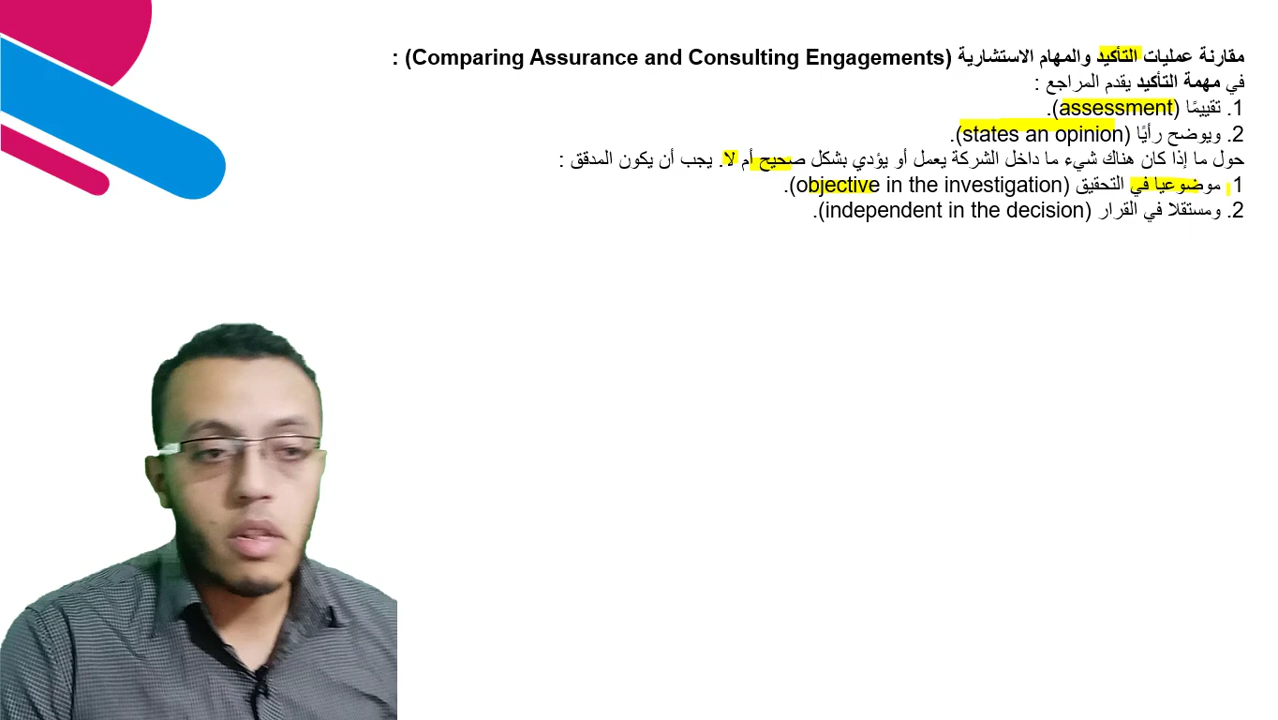 مقارنة عمليات التأكيد والمهام الاستشارية (Comparing Assurance and Consulting Engagements) :
في مهمة التأكيد يقدم المراجع :
1. تقييمًا (assessment).
2. ويوضح رأيًا (states an opinion).
حول ما إذا كان هناك شيء ما داخل الشركة يعمل أو يؤدي بشكل صحيح أم لا. يجب أن يكون المدقق :
1. موضوعيا في التحقيق (objective in the investigation).
2. ومستقلا في القرار (independent in the decision).